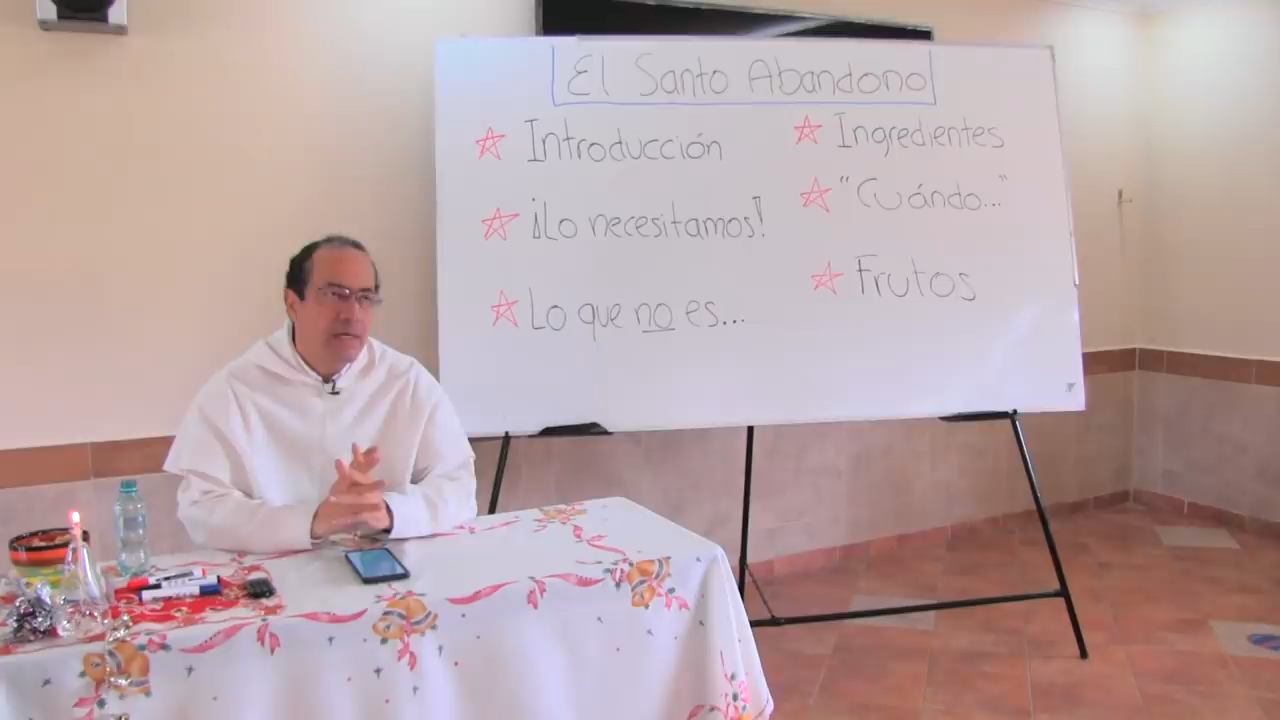 El Santo Abandono
Introducción
¡Lo necesitamos!
Lo que no es...
Ingredientes
"Cuándo..."
Frutos